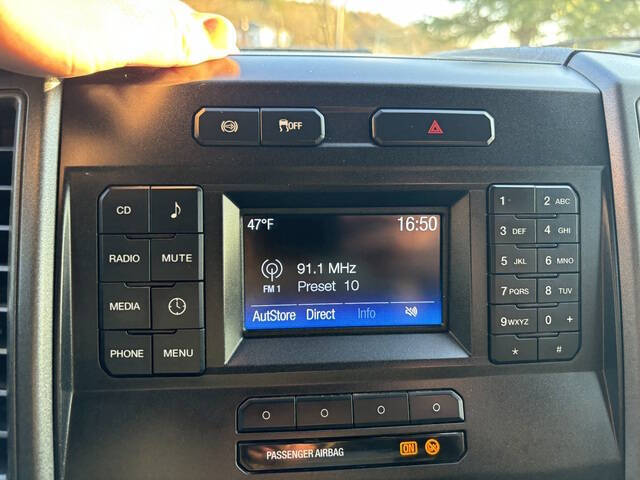 OFF
47°F 16:50
91.1 MHz
FM 1 Preset 10
AutStore Direct Info
CD
RADIO MUTE
MEDIA
PHONE MENU
1 2 ABC
3 DEF 4 GHI
5 JKL 6 MNO
7 PQRS 8 TUV
9 WXYZ 0 +
* #
PASSENGER AIRBAG ON